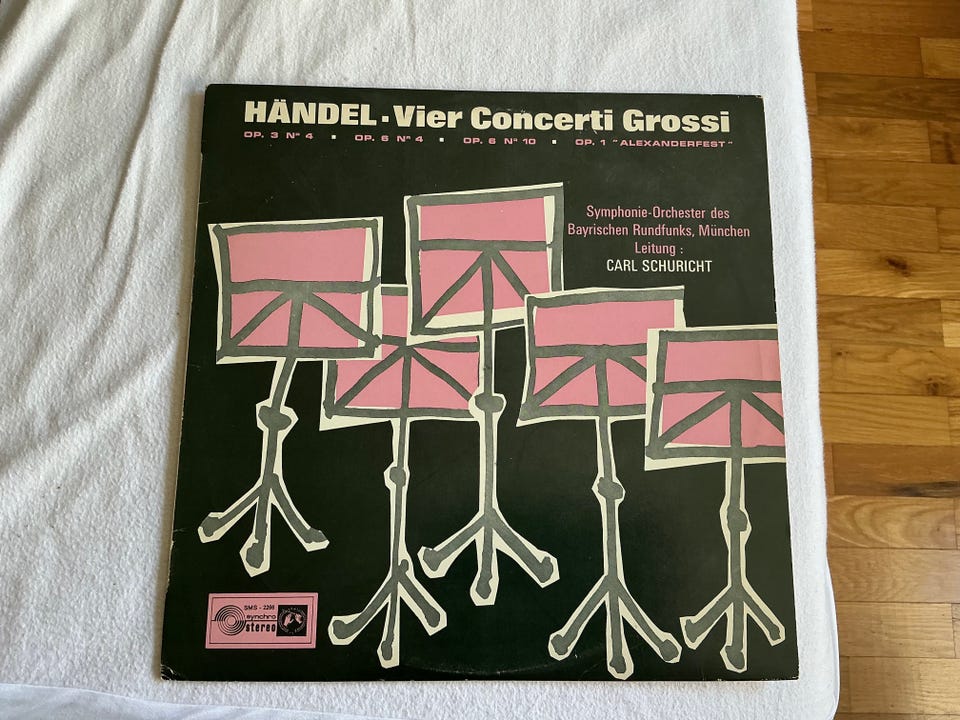 HÄNDEL ▪ Vier Concerti Grossi
OP. 3 Nº 4 ▪ OP. 6 Nº 4 ▪ OP. 6 Nº 10 ▪ OP. 1 "ALEXANDERFEST"
Symphonie-Orchester des
Bayrischen Rundfunks, München
Leitung :
CARL SCHURICHT
SMS - 2298
synchro
stereo